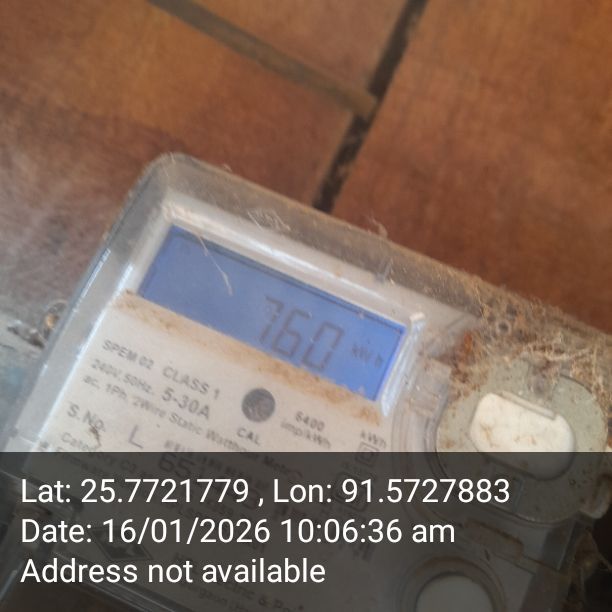 760 kWh
SPEM 02 CLASS 1
240V, 50Hz, 5-30A
ac, 1Ph, 2Wire Static Watthour
CAL
6400
imp/kWh
kWh
S.No. L
Lat: 25.7721779 , Lon: 91.5727883
Date: 16/01/2026 10:06:36 am
Address not available